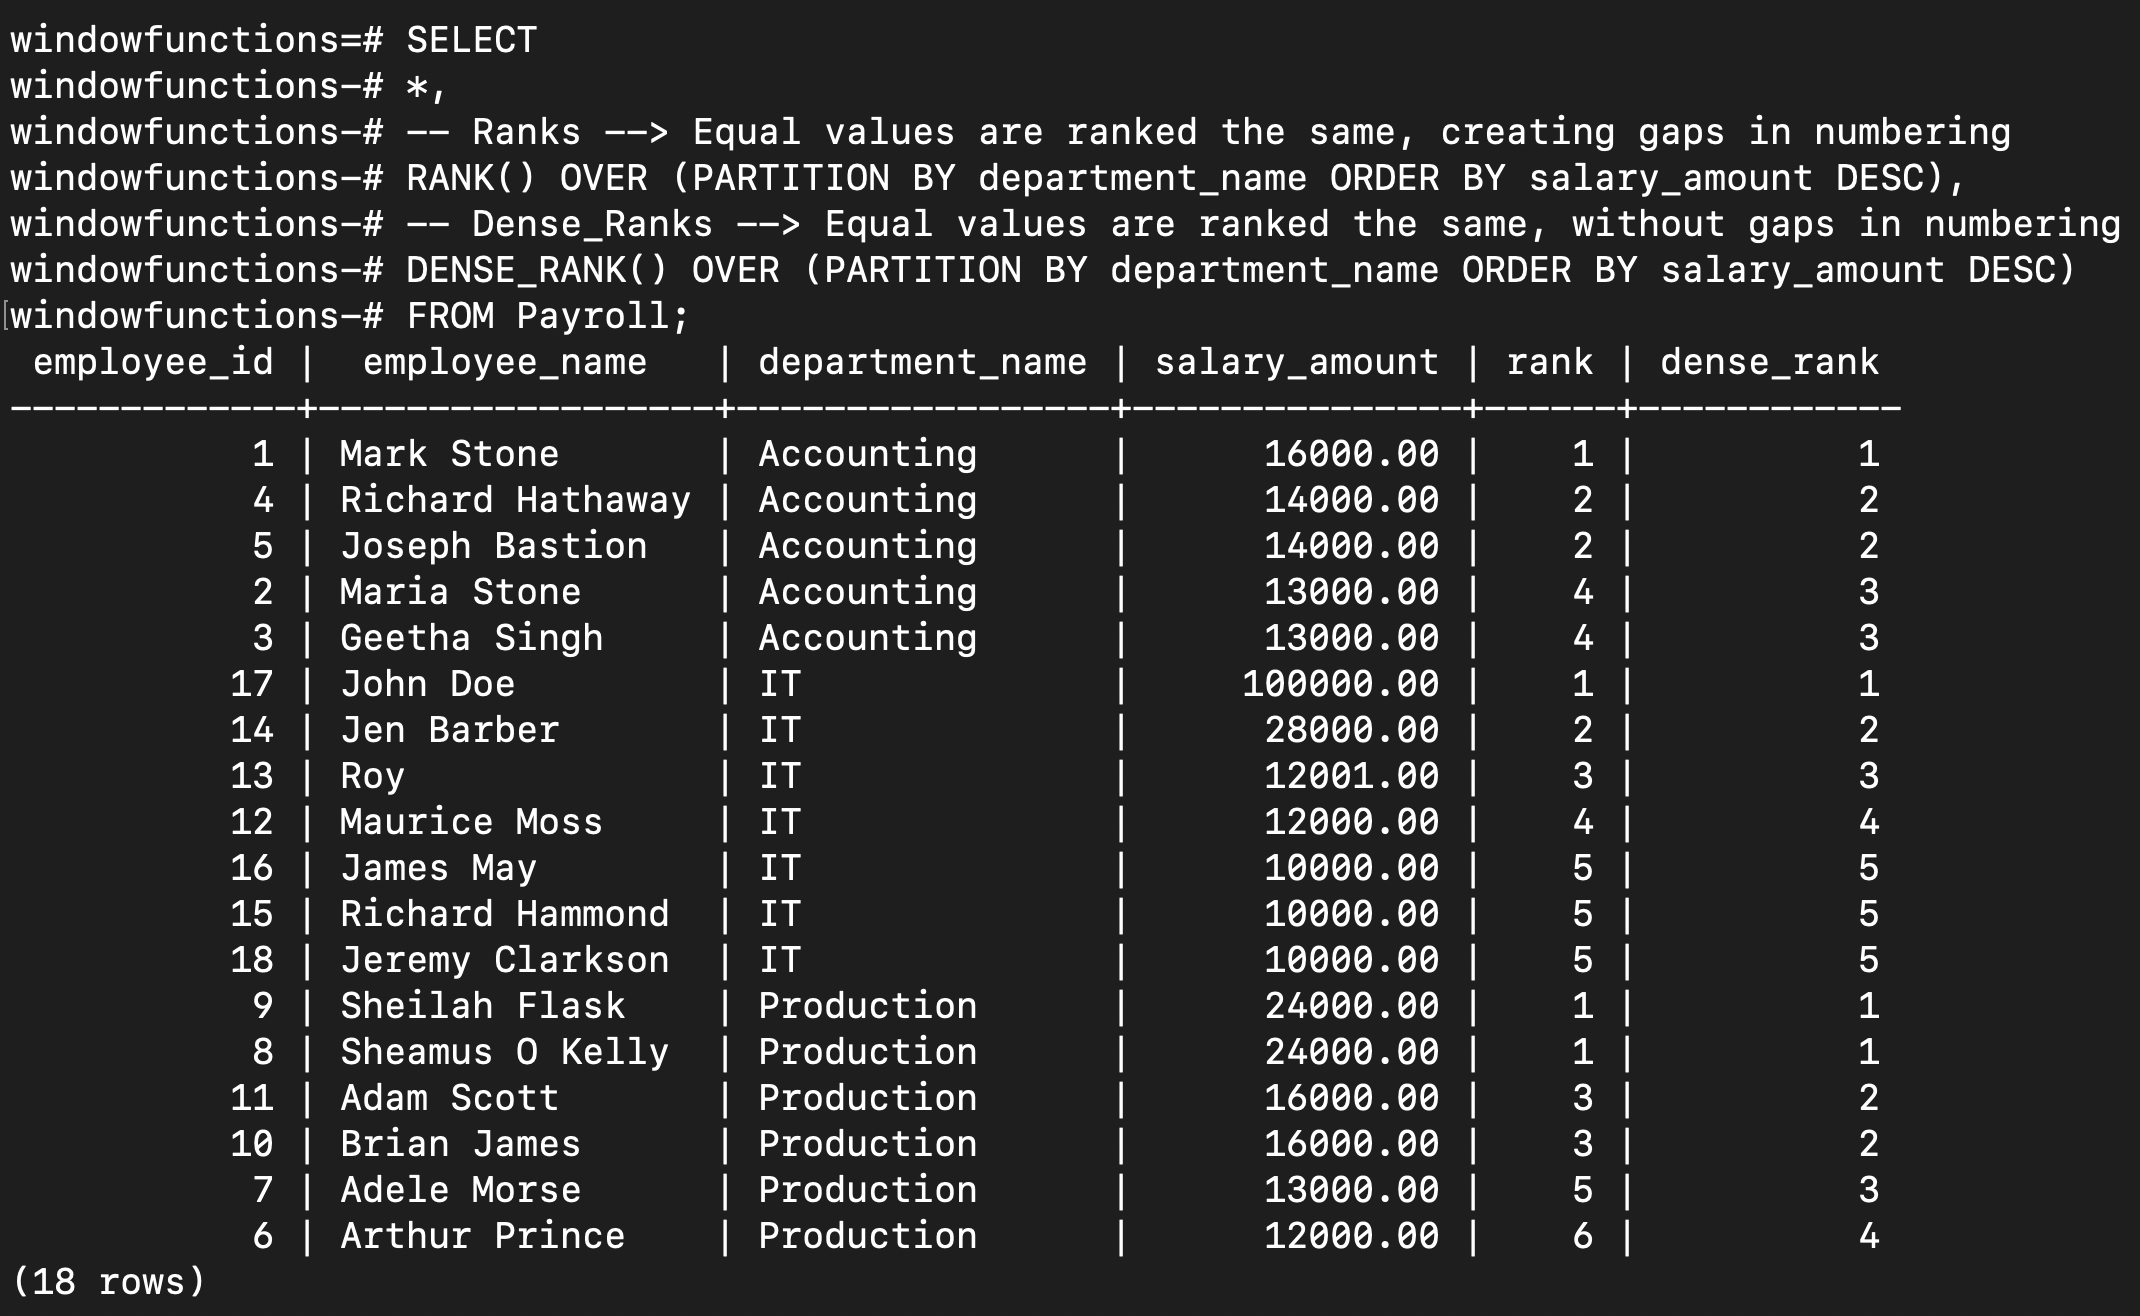 windowfunctions=# SELECT
windowfunctions-# *,
windowfunctions-# -- Ranks --> Equal values are ranked the same, creating gaps in numbering
windowfunctions-# RANK() OVER (PARTITION BY department_name ORDER BY salary_amount DESC),
windowfunctions-# -- Dense_Ranks --> Equal values are ranked the same, without gaps in numbering
windowfunctions-# DENSE_RANK() OVER (PARTITION BY department_name ORDER BY salary_amount DESC)
[windowfunctions-# FROM Payroll;
 employee_id |  employee_name   | department_name | salary_amount | rank | dense_rank
-------------+------------------+-----------------+---------------+------+------------
           1 | Mark Stone       | Accounting      |      16000.00 |    1 |          1
           4 | Richard Hathaway | Accounting      |      14000.00 |    2 |          2
           5 | Joseph Bastion   | Accounting      |      14000.00 |    2 |          2
           2 | Maria Stone      | Accounting      |      13000.00 |    4 |          3
           3 | Geetha Singh     | Accounting      |      13000.00 |    4 |          3
          17 | John Doe         | IT              |     100000.00 |    1 |          1
          14 | Jen Barber       | IT              |      28000.00 |    2 |          2
          13 | Roy              | IT              |      12001.00 |    3 |          3
          12 | Maurice Moss     | IT              |      12000.00 |    4 |          4
          16 | James May        | IT              |      10000.00 |    5 |          5
          15 | Richard Hammond  | IT              |      10000.00 |    5 |          5
          18 | Jeremy Clarkson  | IT              |      10000.00 |    5 |          5
           9 | Sheilah Flask    | Production      |      24000.00 |    1 |          1
           8 | Sheamus O Kelly  | Production      |      24000.00 |    1 |          1
          11 | Adam Scott       | Production      |      16000.00 |    3 |          2
          10 | Brian James      | Production      |      16000.00 |    3 |          2
           7 | Adele Morse      | Production      |      13000.00 |    5 |          3
           6 | Arthur Prince    | Production      |      12000.00 |    6 |          4
(18 rows)